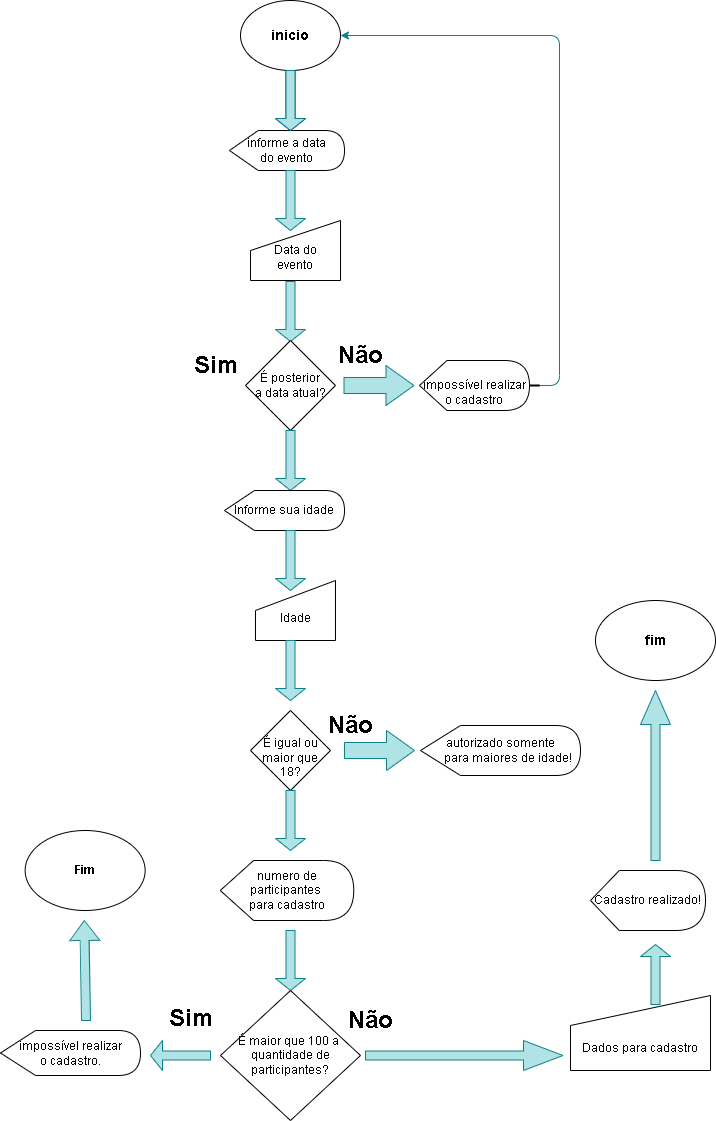 inicio
informe a data
do evento
Data do
evento
Sim
Não
É posterior
a data atual?
Impossível realizar
o cadastro
Informe sua idade
Idade
fim
Não
É igual ou
maior que
18?
autorizado somente
para maiores de idade!
Fim
numero de
participantes
para cadastro
Cadastro realizado!
Sim
Não
É maior que 100 a
quantidade de
participantes?
impossível realizar
o cadastro.
Dados para cadastro